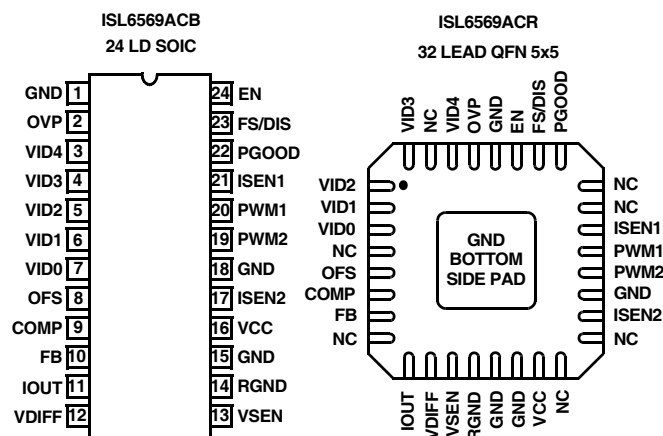 ISL6569ACB
24 LD SOIC
GND 1
OVP 2
VID4 3
VID3 4
VID2 5
VID1 6
VID0 7
OFS 8
COMP 9
FB 10
IOUT 11
VDIFF 12
24 EN
23 FS/DIS
22 PGOOD
21 ISEN1
20 PWM1
19 PWM2
18 GND
17 ISEN2
16 VCC
15 GND
14 RGND
13 VSEN
ISL6569ACR
32 LEAD QFN 5x5
VID3
NC
VID4
OVP
GND
EN
FS/DIS
PGOOD
VID2
VID1
VID0
NC
OFS
COMP
FB
NC
GND
BOTTOM
SIDE PAD
NC
NC
ISEN1
PWM1
PWM2
GND
ISEN2
NC
IOUT
VDIFF
VSEN
RGND
GND
GND
VCC
NC